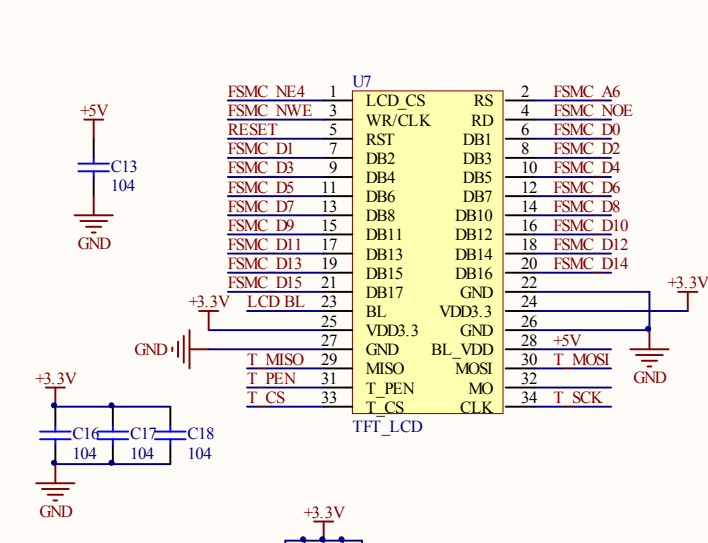 U7
FSMC_NE4 1 LCD_CS RS 2 FSMC_A6
FSMC_NWE 3 WR/CLK RD 4 FSMC_NOE
RESET 5 RST DB1 6 FSMC_D0
FSMC_D1 7 DB2 DB3 8 FSMC_D2
FSMC_D3 9 DB4 DB5 10 FSMC_D4
FSMC_D5 11 DB6 DB7 12 FSMC_D6
FSMC_D7 13 DB8 DB10 14 FSMC_D8
FSMC_D9 15 DB11 DB12 16 FSMC_D10
FSMC_D11 17 DB13 DB14 18 FSMC_D12
FSMC_D13 19 DB15 DB16 20 FSMC_D14
FSMC_D15 21 DB17 GND 22
LCD BL 23 BL VDD3.3 24
25 VDD3.3 GND 26
27 GND BL_VDD 28 +5V
T_MISO 29 MISO MOSI 30 T_MOSI
T_PEN 31 T_PEN MO 32
T_CS 33 T_CS CLK 34 T_SCK
TFT_LCD
+5V
C13
104
GND
+3.3V
GND
+3.3V
GND
+3.3V
C16 C17 C18
104 104 104
GND
+3.3V